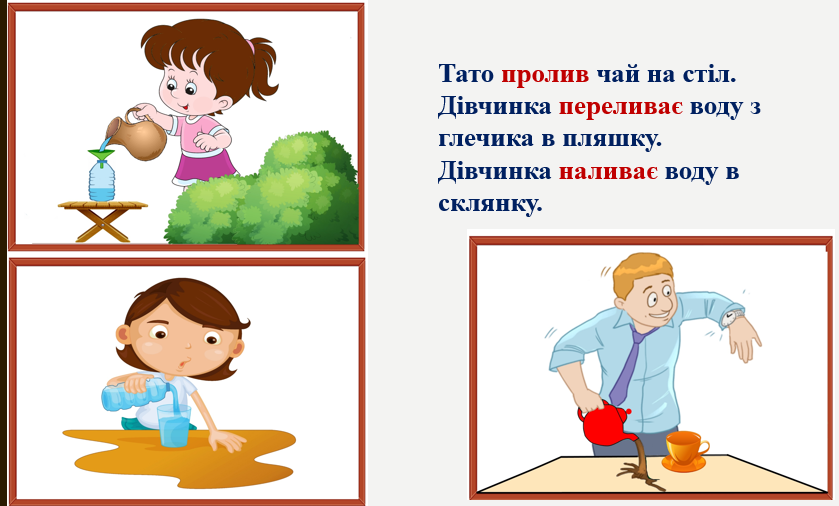 Тато пролив чай на стіл.
Дівчинка переливає воду з
глечика в пляшку.
Дівчинка наливає воду в
склянку.